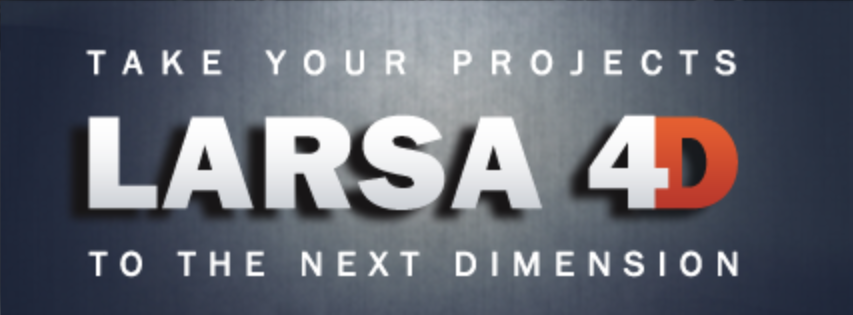 TAKE YOUR PROJECTS
LARSA 4D
TO THE NEXT DIMENSION